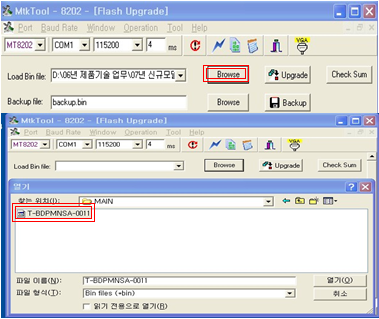 MtkTool - 8202 - [Flash Upgrade]
Port Baud Rate Window Operation Tool Help
MT8202 COM1 115200 4 ms VGA
Load Bin file: D:\06년 제품기술 업무\07년 신규모델 Browse Upgrade Check Sum
Backup file: backup.bin Browse Backup
MtkTool - 8202 - [Flash Upgrade]
Port Baud Rate Window Operation Tool Help
MT8202 COM1 115200 4 ms VGA
Load Bin file: Browse Upgrade Check Sum
열기
찾는 위치(I): MAIN
T-BDPMNSA-0011
파일 이름(N): T-BDPMNSA-0011 열기(O)
파일 형식(T): Bin files (*bin) 취소
읽기 전용으로 열기(R)